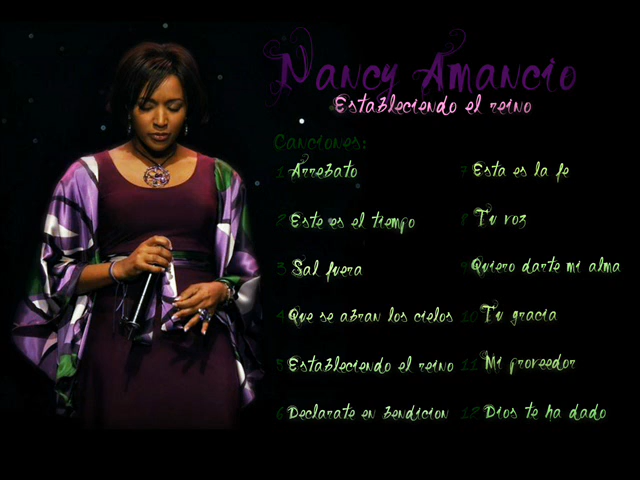 Nancy Amancio
Estableciendo el reino
Canciones:
1 Arrebato
2 Este es el tiempo
3 Sal fuera
4 Que se abran los cielos
5 Estableciendo el reino
6 Declarate en bendicion
7 Esta es la fe
8 Tu voz
9 Quiero darte mi alma
10 Tu gracia
11 Mi proveedor
12 Dios te ha dado